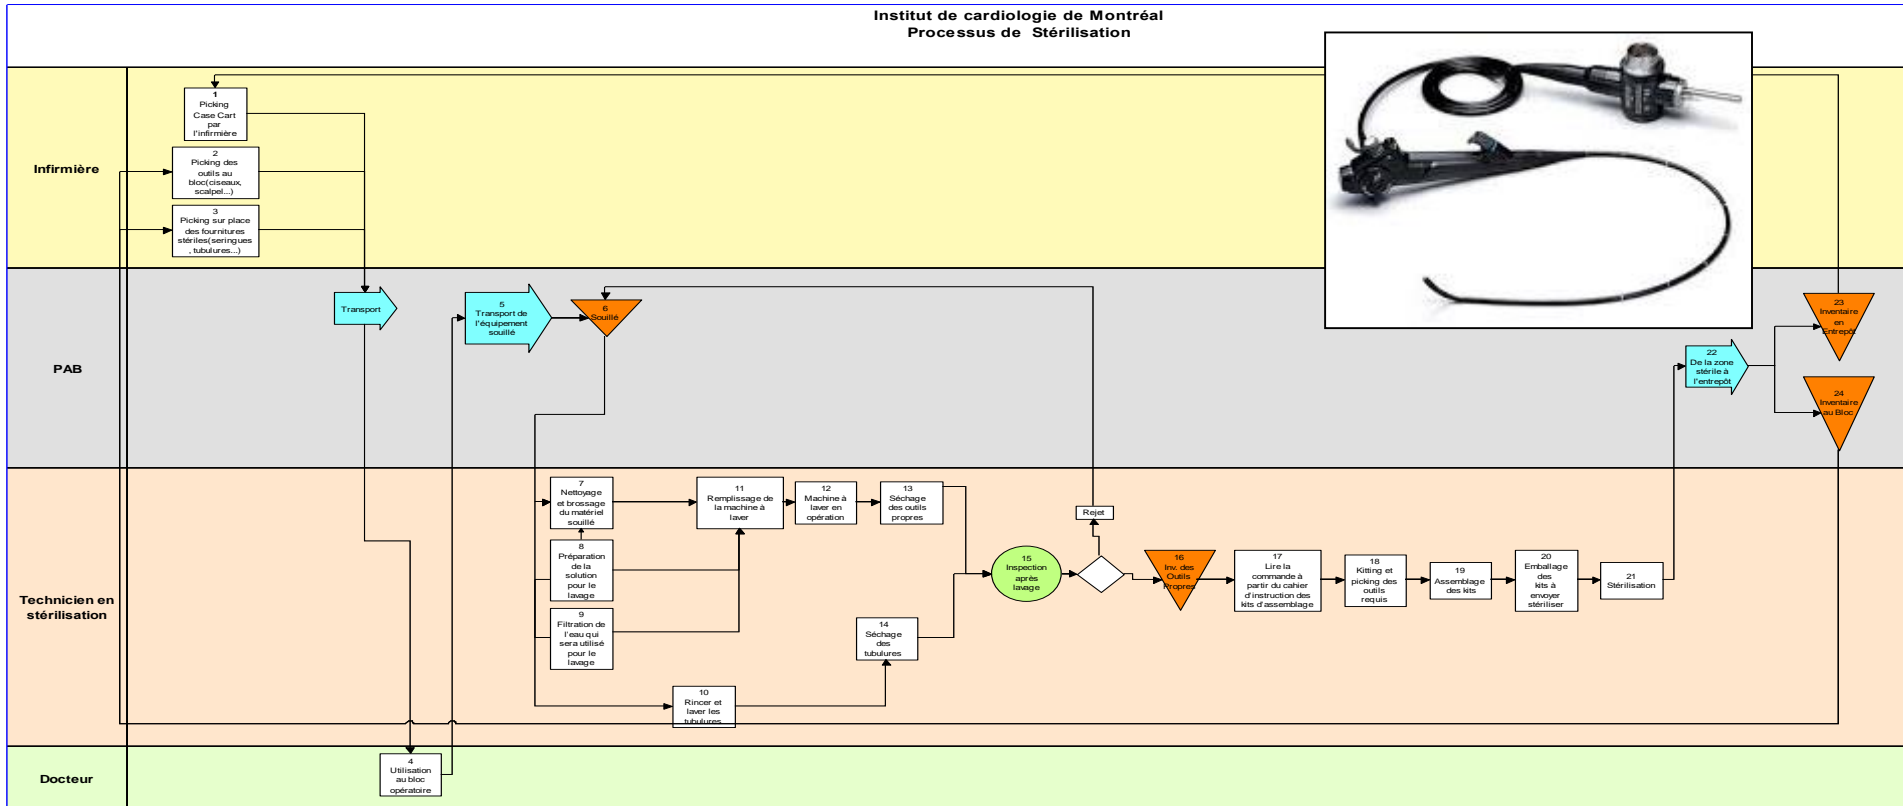 Institut de cardiologie de Montréal
Processus de Stérilisation
Infirmière
1
Picking
Case Cart
par
l'infirmière
2
Picking des
outils au
bloc(ciseaux,
scalpel...)
3
Picking sur place
des fournitures
stériles(seringues
, tubulures...)
PAB
Transport
5
Transport de
l'équipement
souillé
6
Souillé
22
De la zone
stérile à
l'entrepôt
23
Inventaire
en
Entrepôt
24
Inventaire
au Bloc
Technicien en
stérilisation
7
Nettoyage
et brossage
du matériel
souillé
8
Préparation
de la
solution pour
le lavage
9
Filtration de
l'eau qui
sera utilisé
pour le
lavage
10
Rincer et
laver les
tubulures
11
Remplissage de
la machine à
laver
12
Machine à
laver en
opération
13
Séchage
des outils
propres
14
Séchage
des
tubulures
15
Inspection
après
lavage
Rejet
16
Inv. des
Outils
Propres
17
Lire la
commande à
partir du cahier
d'instruction des
kits d'assemblage
18
Kitting et
picking des
outils
requis
19
Assemblage
des kits
20
Emballage
des
kits à
envoyer
stériliser
21
Stérilisation
Docteur
4
Utilisation
au bloc
opératoire